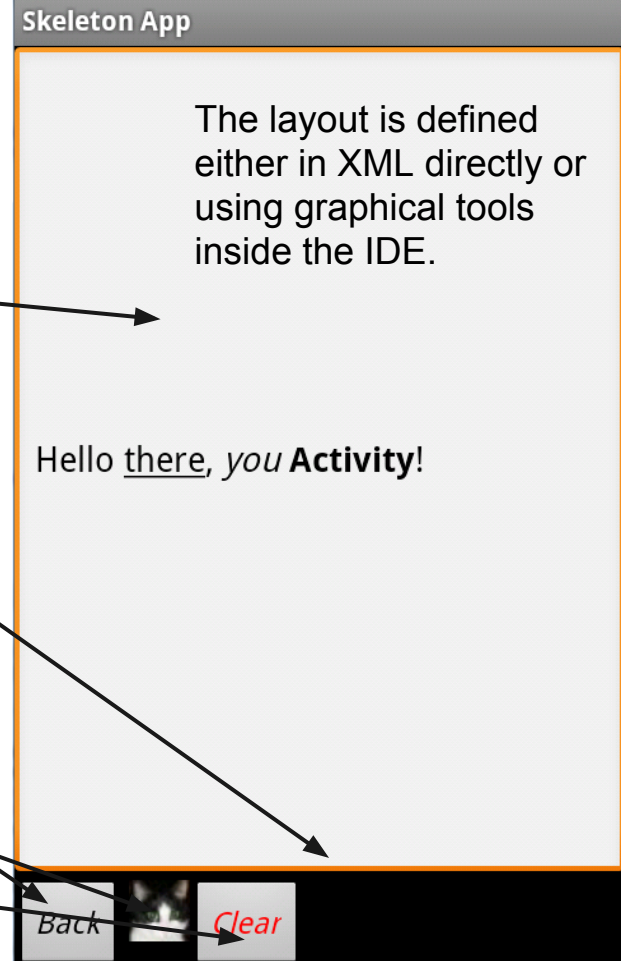 Skeleton App
The layout is defined
either in XML directly or
using graphical tools
inside the IDE.
Hello there, you Activity!
Back
Clear